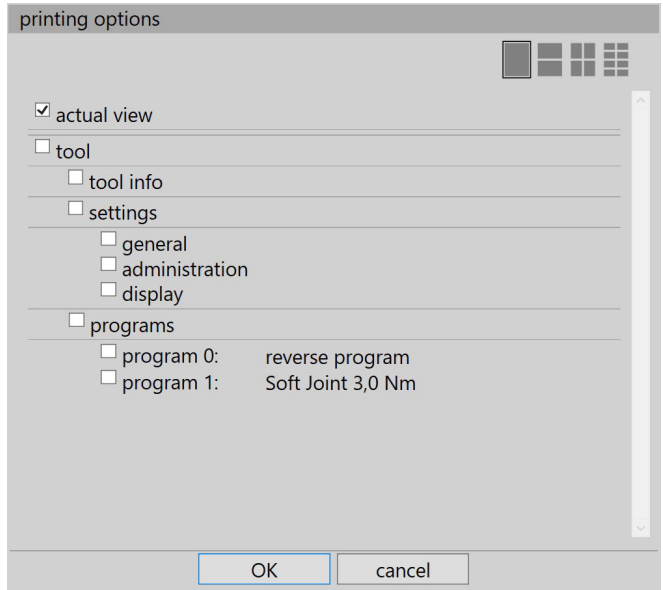 printing options
actual view
tool
tool info
settings
general
administration
display
programs
program 0: reverse program
program 1: Soft Joint 3,0 Nm
OK cancel